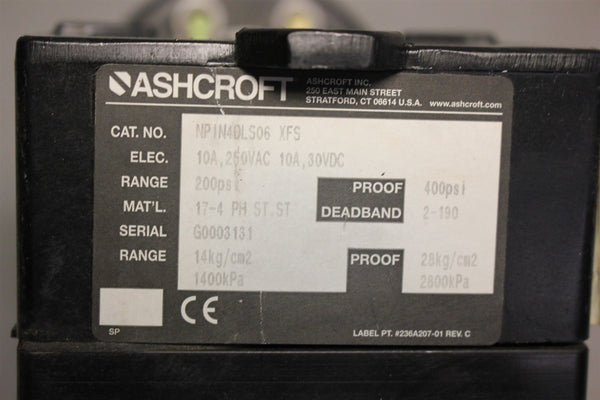 ASHCROFT
ASHCROFT INC.
250 EAST MAIN STREET
STRATFORD, CT 06614 U.S.A. www.ashcroft.com
CAT. NO. NPIN4DLS06 XFS
ELEC. 10A,250VAC 10A,30VDC
RANGE 200psi PROOF 400psi
MAT'L. 17-4 PH ST.ST DEADBAND 2-190
SERIAL G0003131
RANGE 14kg/cm2 PROOF 28kg/cm2
1400kPa 2800kPa
SP CE
LABEL PT. #236A207-01 REV. C